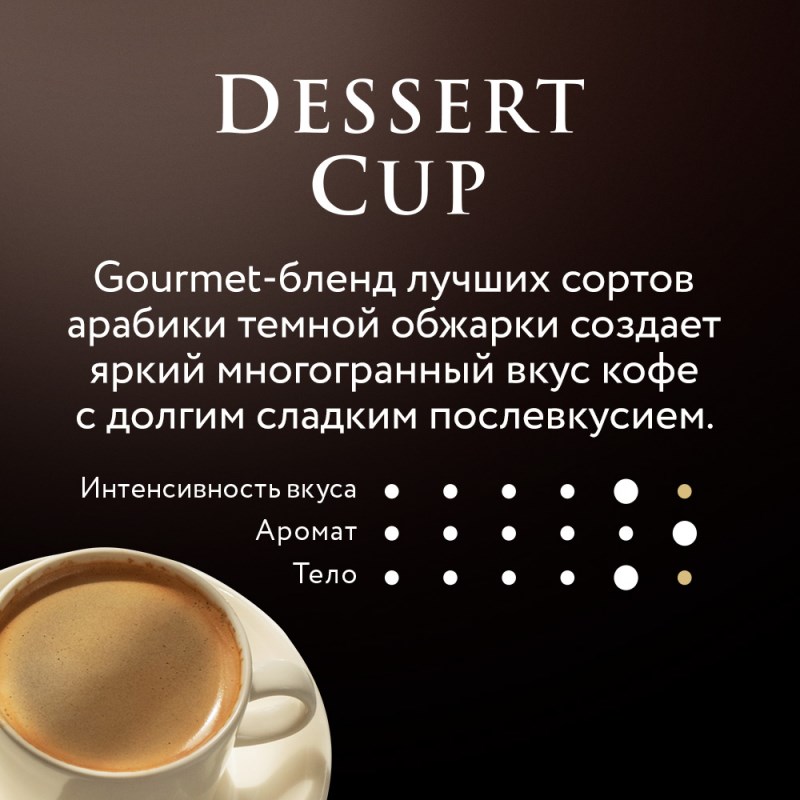 DESSERT
CUP
Gourmet-бленд лучших сортов
арабики темной обжарки создает
яркий многогранный вкус кофе
с долгим сладким послевкусием.
Интенсивность вкуса
Аромат
Тело